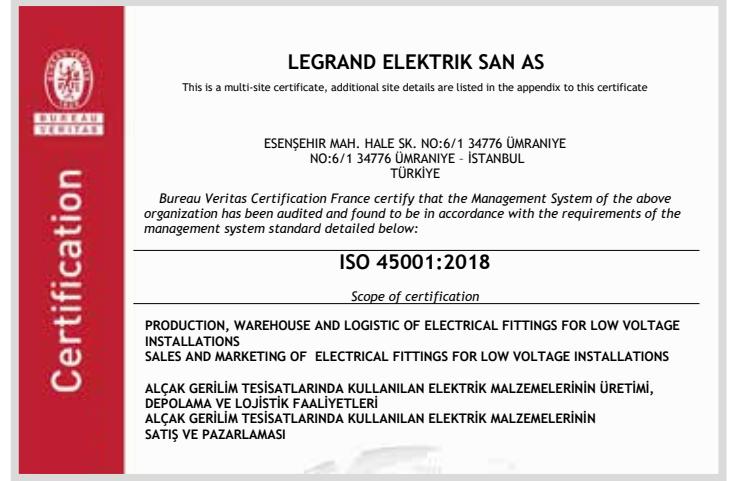 BUREAU
VERITAS
Certification
LEGRAND ELEKTRIK SAN AS
This is a multi-site certificate, additional site details are listed in the appendix to this certificate
ESENŞEHIR MAH. HALE SK. NO:6/1 34776 ÜMRANIYE
NO:6/1 34776 ÜMRANIYE – İSTANBUL
TÜRKİYE
Bureau Veritas Certification France certify that the Management System of the above
organization has been audited and found to be in accordance with the requirements of the
management system standard detailed below:
ISO 45001:2018
Scope of certification
PRODUCTION, WAREHOUSE AND LOGISTIC OF ELECTRICAL FITTINGS FOR LOW VOLTAGE
INSTALLATIONS
SALES AND MARKETING OF ELECTRICAL FITTINGS FOR LOW VOLTAGE INSTALLATIONS
ALÇAK GERİLİM TESİSATLARINDA KULLANILAN ELEKTRİK MALZEMELERİNİN ÜRETİMİ,
DEPOLAMA VE LOJİSTİK FAALİYETLERİ
ALÇAK GERİLİM TESİSATLARINDA KULLANILAN ELEKTRİK MALZEMELERİNİN
SATIŞ VE PAZARLAMASI